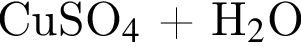 CuSO₄ + H₂O